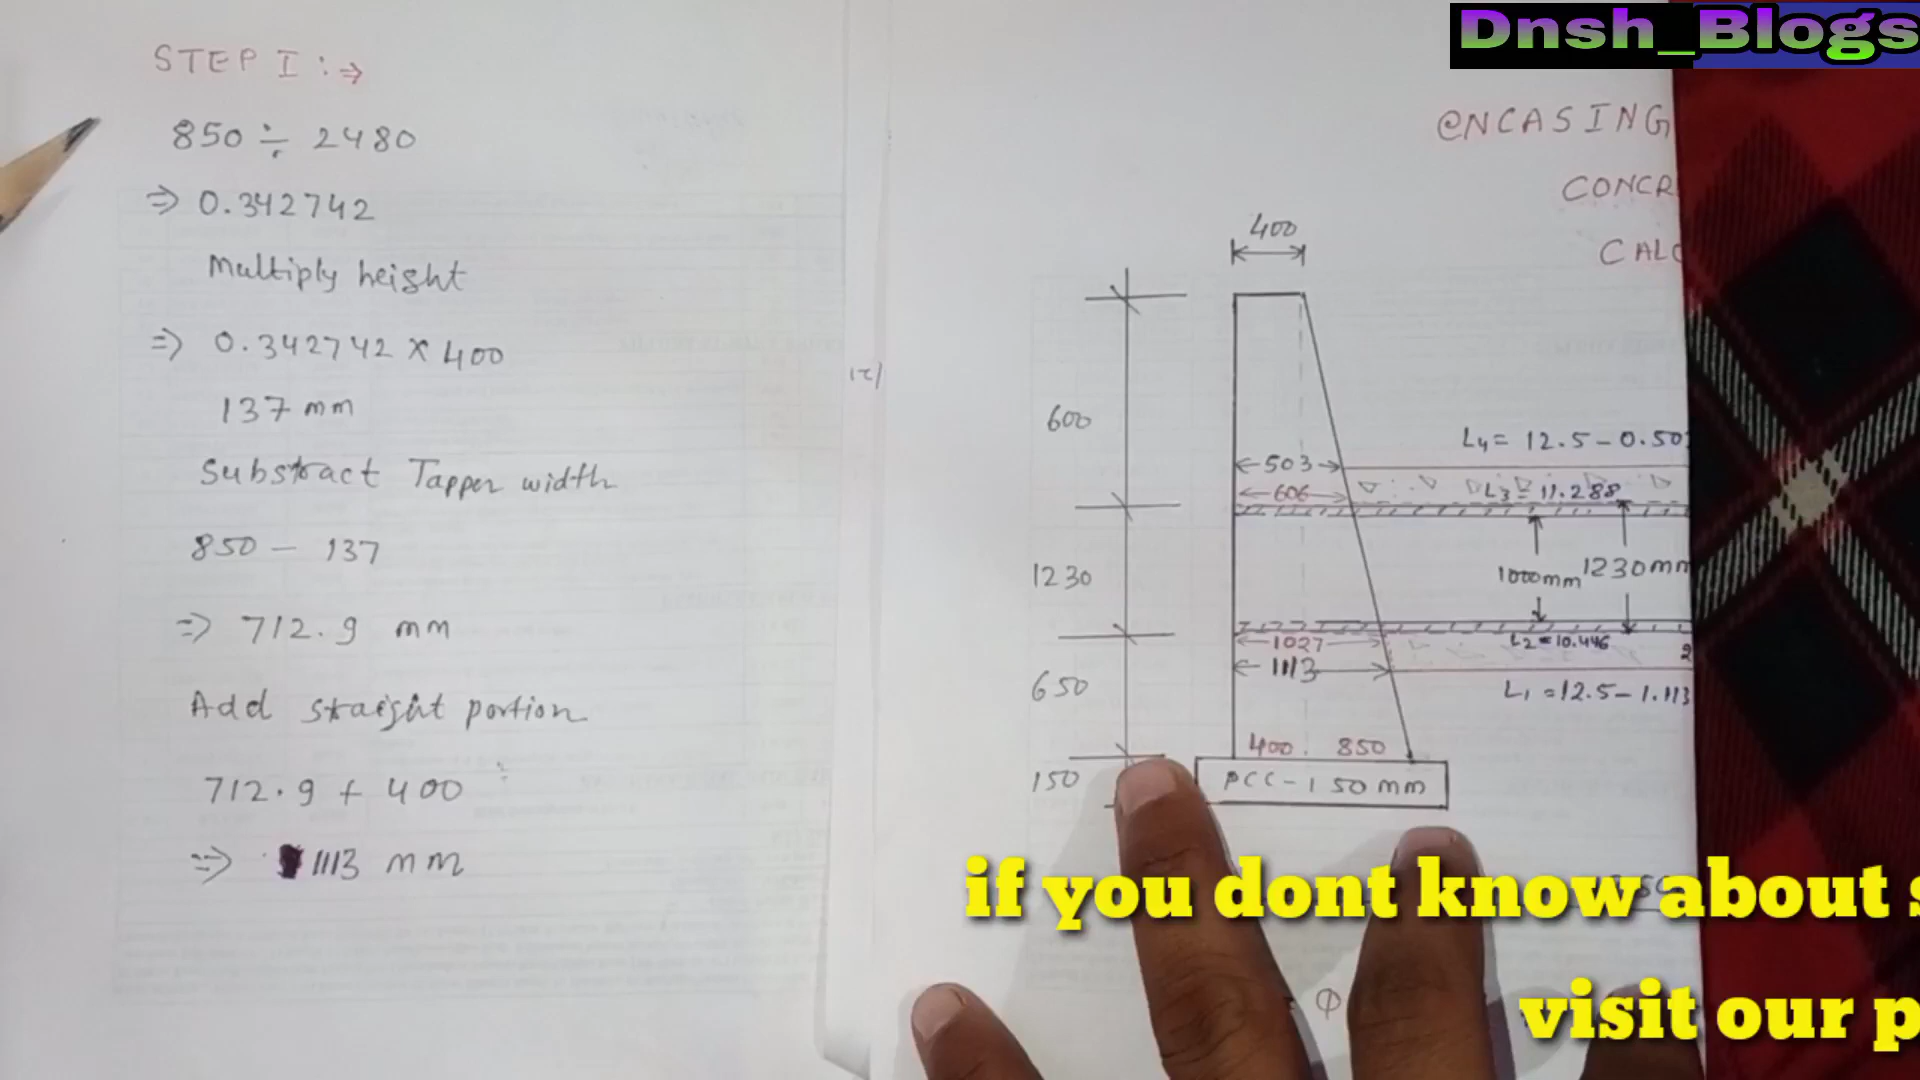 Dnsh_Blogs
STEP I :→
850 ÷ 2480
⇒ 0.342742
Multiply height
⇒ 0.342742 × 400
137 mm
Substract Tapper width
850 - 137
⇒ 712.9 mm
Add straight portion
712.9 + 400
⇒ 1113 mm
@NCASING
CONCR
CALC
400
600
1230
650
150
←503→
←606→
←1027→
←1113→
400. 850
PCC-150mm
L4= 12.5-0.50
L3=11.288
1000mm
1230mm
L2=10.446
2
L1=12.5-1.113
if you dont know about s
visit our p